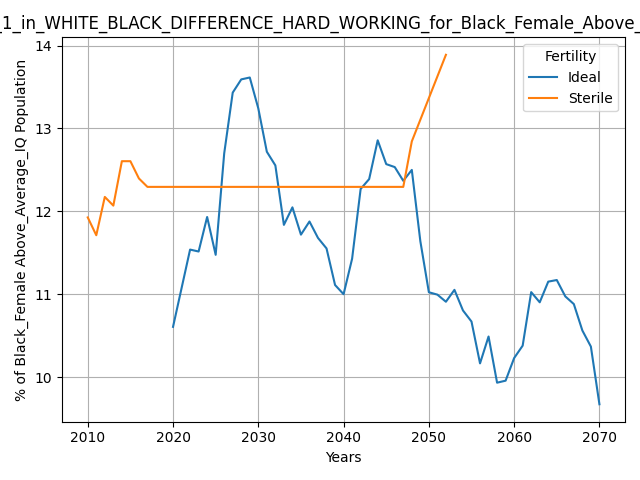 _1_in_WHITE_BLACK_DIFFERENCE_HARD_WORKING_for_Black_Female_Above_
% of Black_Female Above_Average_IQ Population
14
13
12
11
10
Fertility
Ideal
Sterile
2010 2020 2030 2040 2050 2060 2070
Years